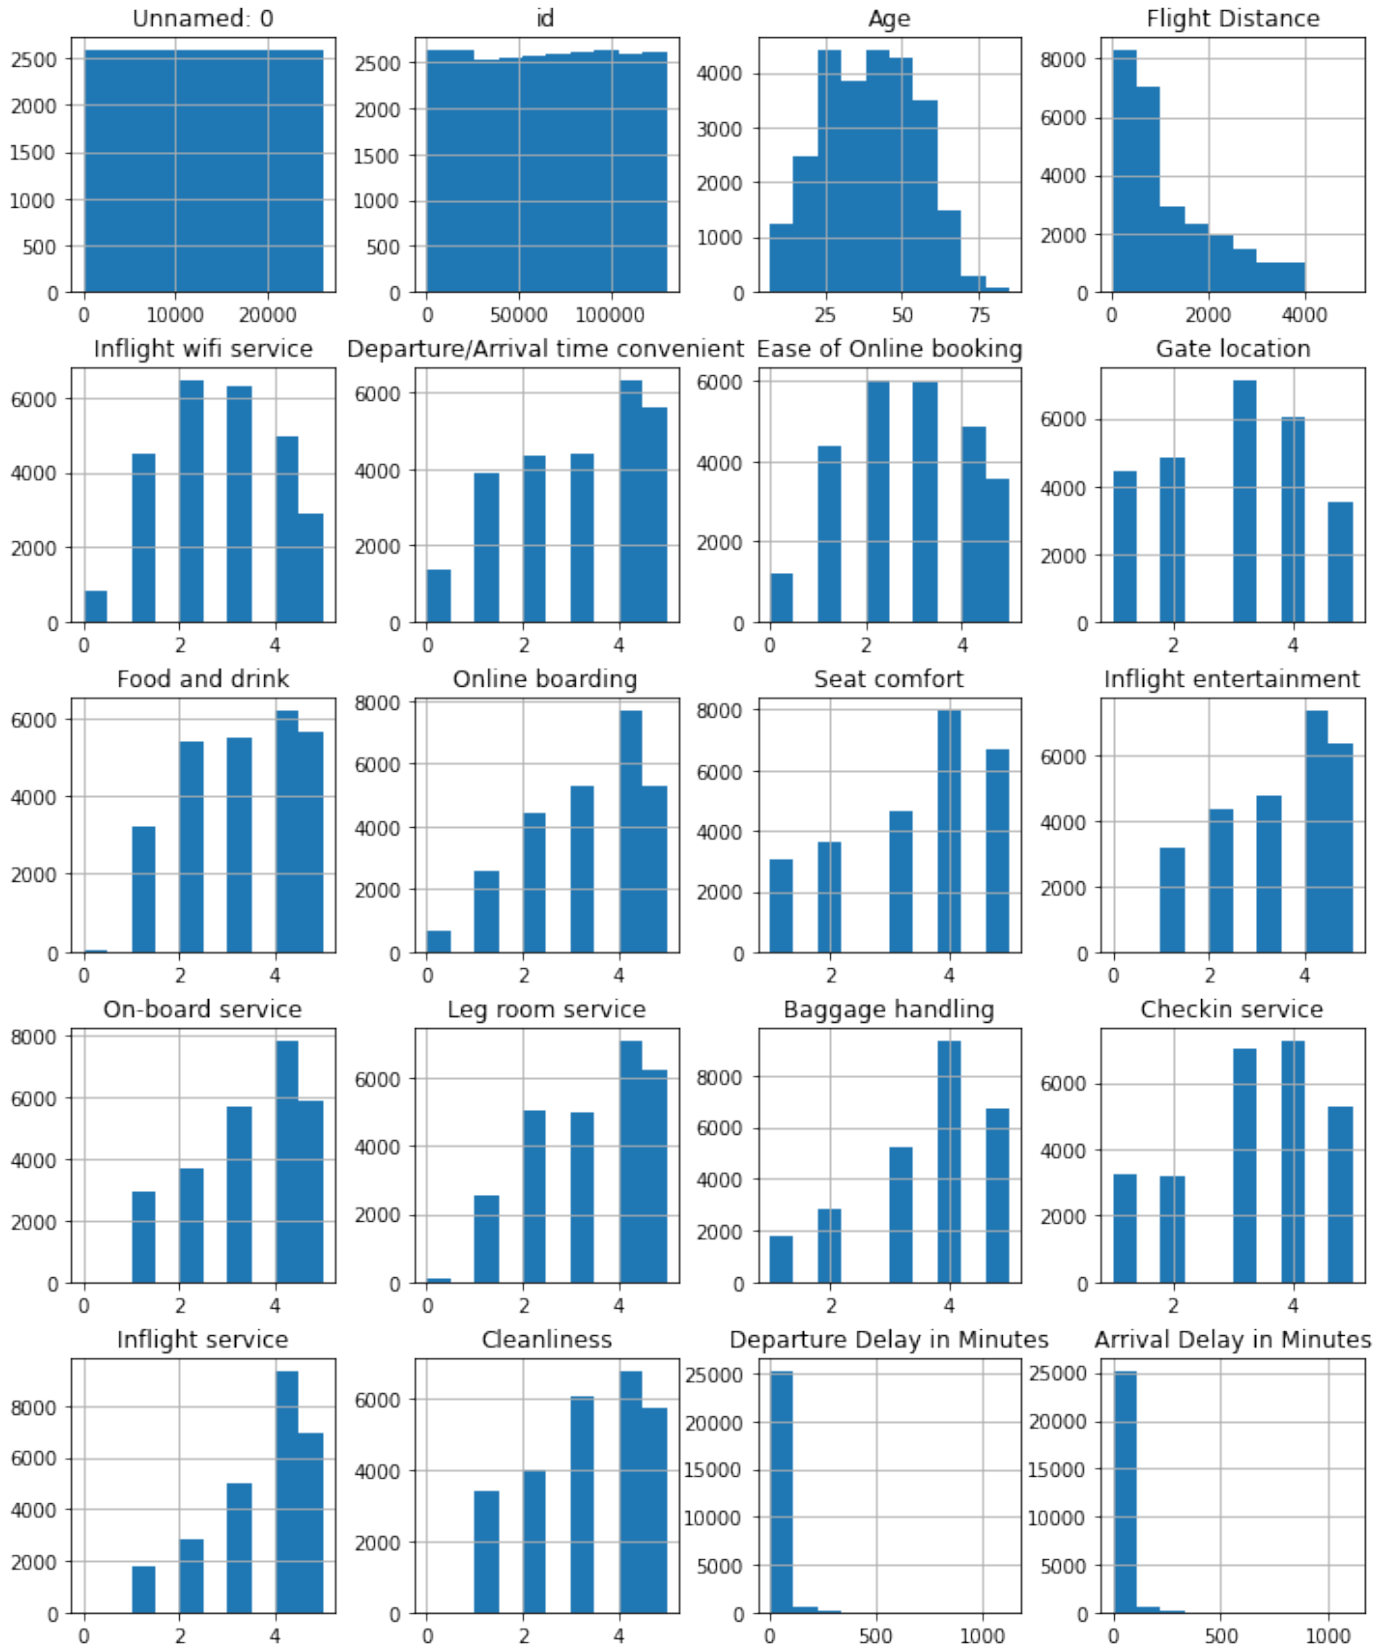 Unnamed: 0
id
Age
Flight Distance
2500
2000
1500
1000
500
0
0 10000 20000
2500
2000
1500
1000
500
0
0 50000 100000
4000
3000
2000
1000
0
25 50 75
8000
6000
4000
2000
0
0 2000 4000
Inflight wifi service
Departure/Arrival time convenient
Ease of Online booking
Gate location
6000
4000
2000
0
0 2 4
6000
4000
2000
0
0 2 4
6000
4000
2000
0
0 2 4
6000
4000
2000
0
2 4
Food and drink
Online boarding
Seat comfort
Inflight entertainment
6000
4000
2000
0
0 2 4
8000
6000
4000
2000
0
0 2 4
8000
6000
4000
2000
0
2 4
6000
4000
2000
0
0 2 4
On-board service
Leg room service
Baggage handling
Checkin service
8000
6000
4000
2000
0
0 2 4
6000
4000
2000
0
0 2 4
8000
6000
4000
2000
0
2 4
6000
4000
2000
0
2 4
Inflight service
Cleanliness
Departure Delay in Minutes
Arrival Delay in Minutes
8000
6000
4000
2000
0
0 2 4
6000
4000
2000
0
0 2 4
25000
20000
15000
10000
5000
0
0 500 1000
25000
20000
15000
10000
5000
0
0 500 1000